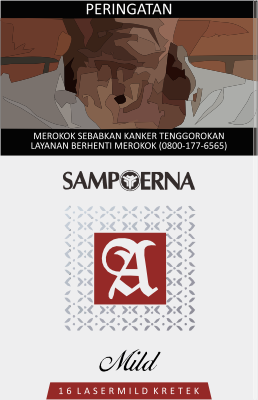 PERINGATAN
MEROKOK SEBABKAN KANKER TENGGOROKAN
LAYANAN BERHENTI MEROKOK (0800-177-6565)
SAMPOERNA
A
Mild
16 LASERMILD KRETEK